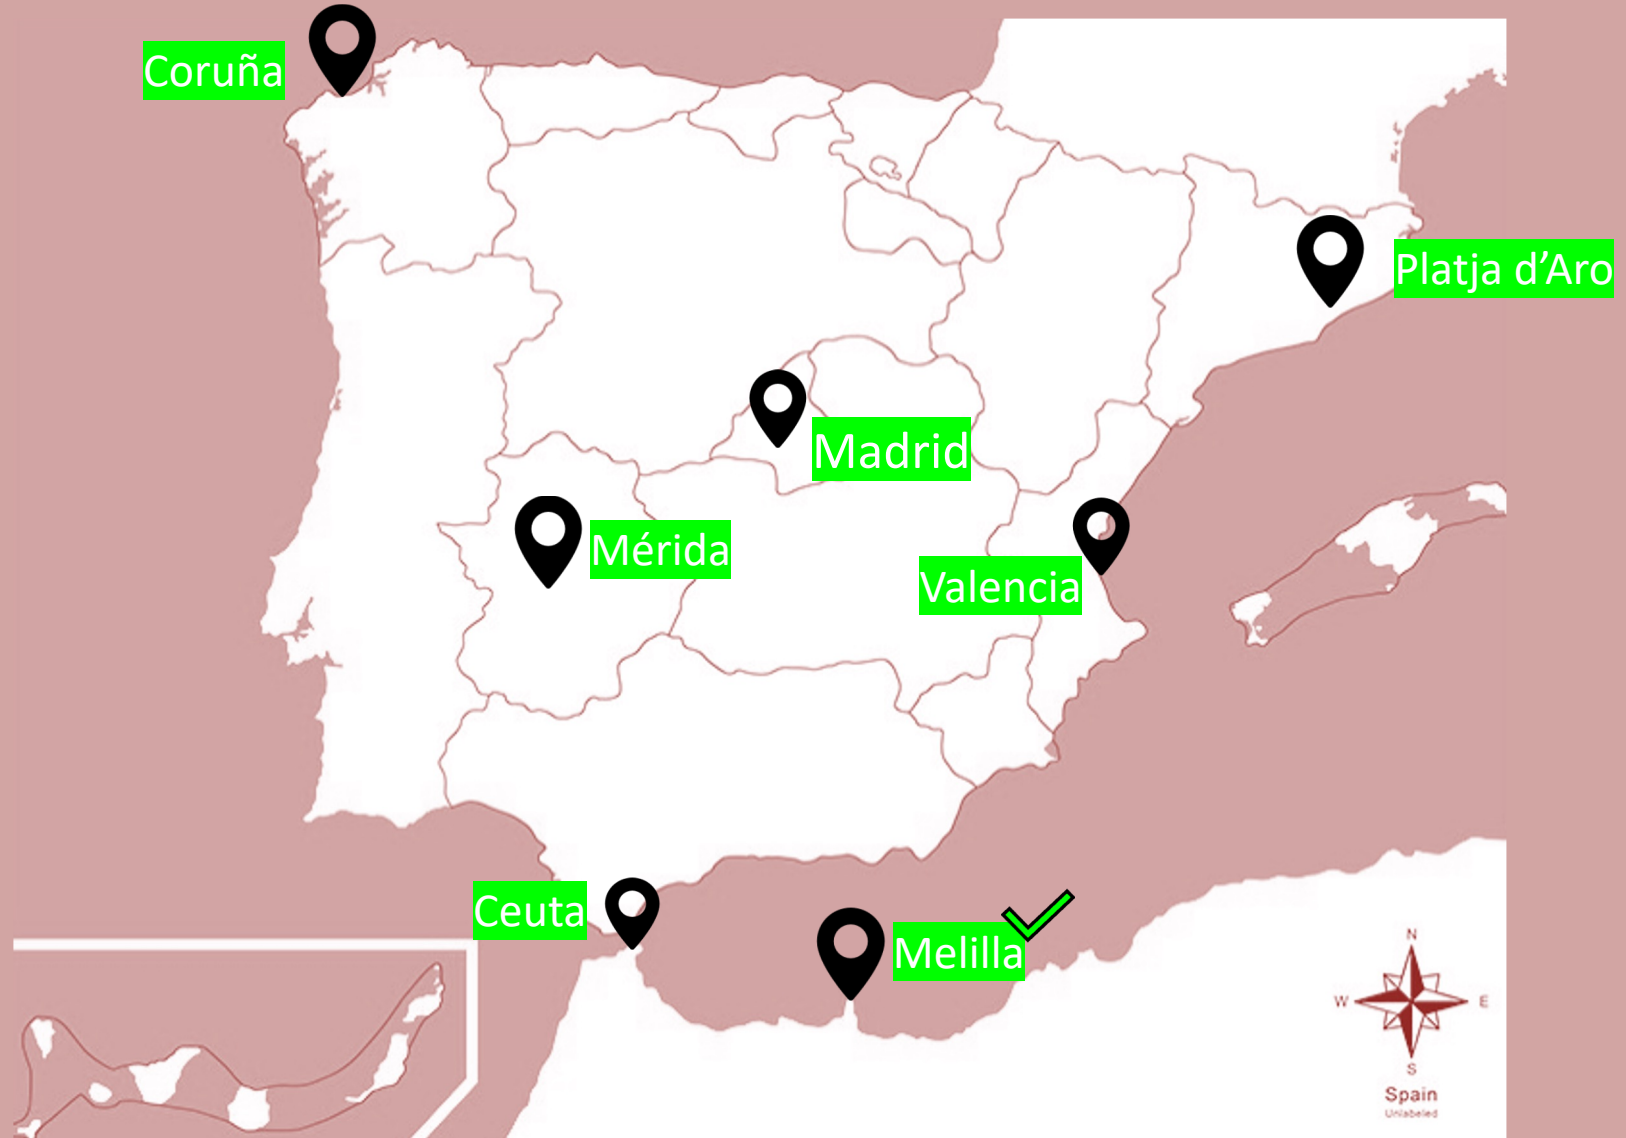 Coruña
Platja d’Aro
Madrid
Mérida
Valencia
Ceuta
Melilla
N
W
E
S
Spain
Unlabeled